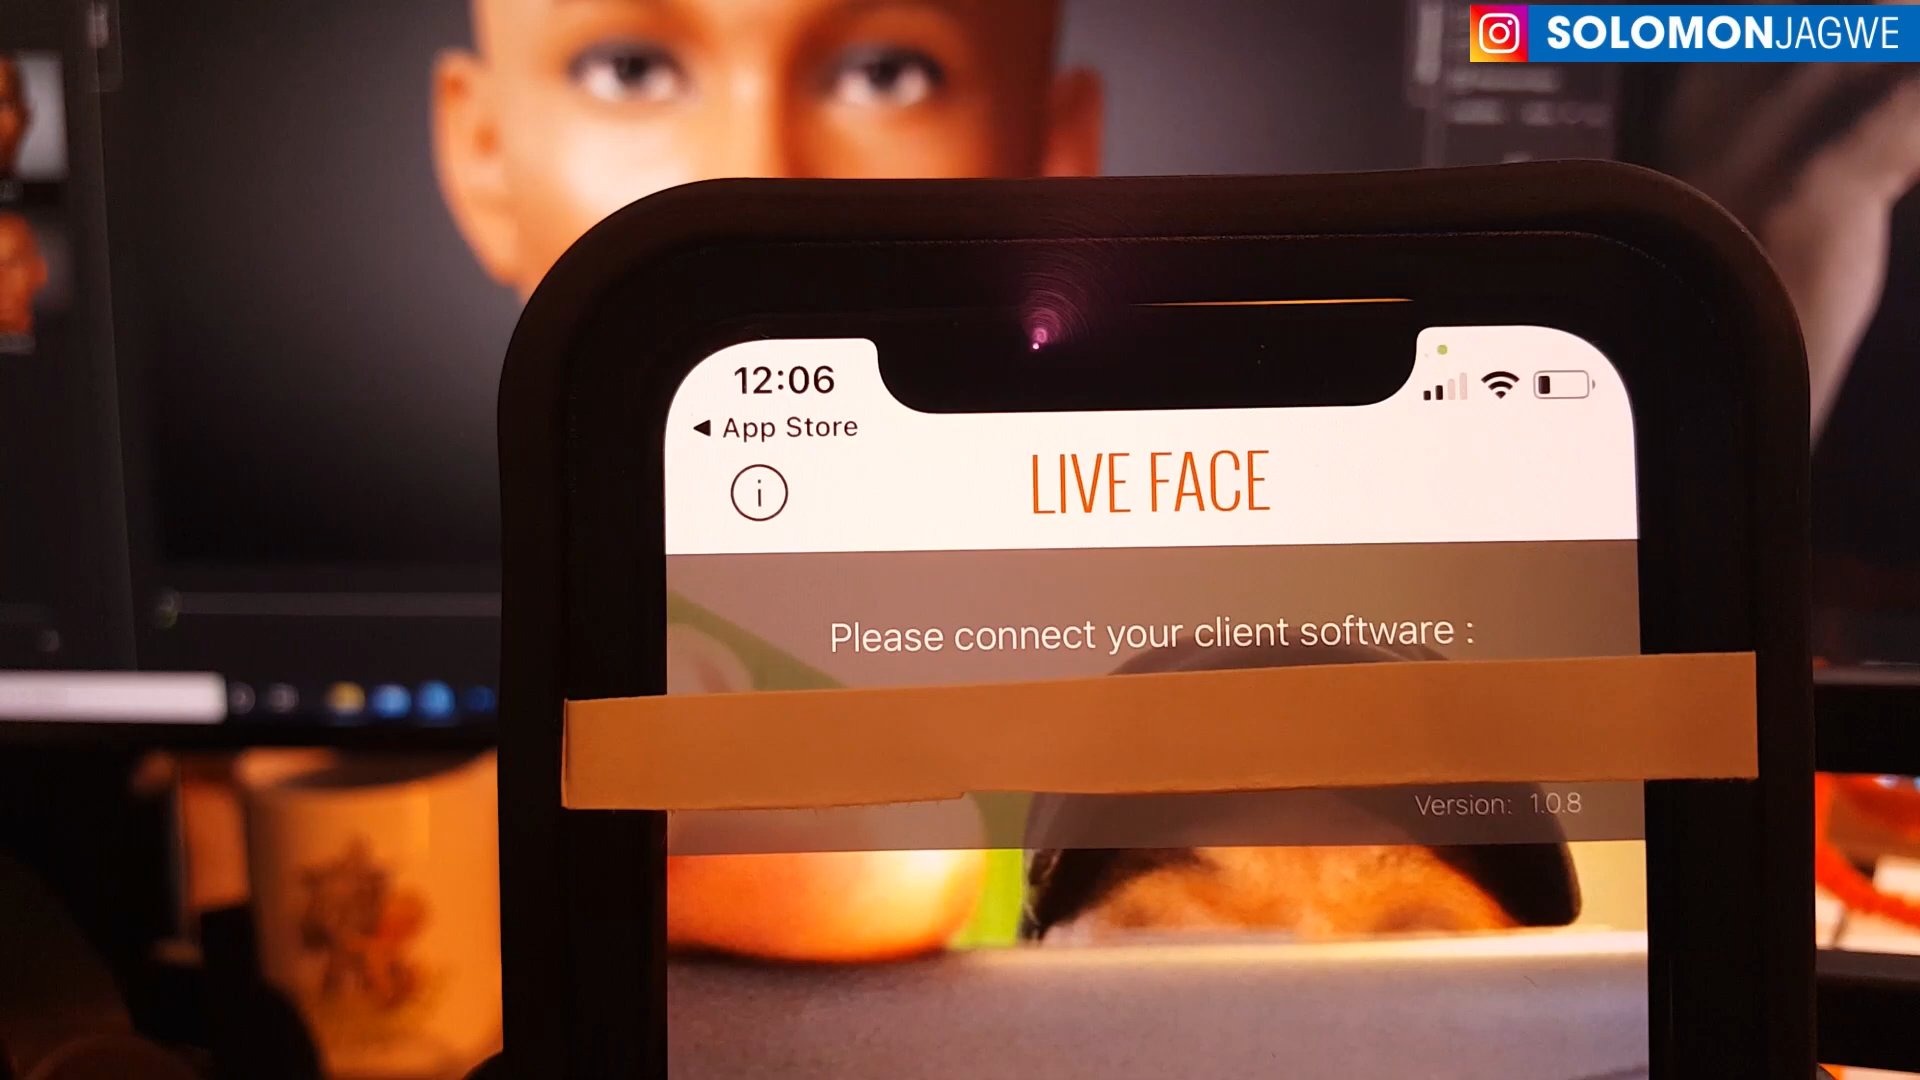 SOLOMONJAGWE
12:06
◀ App Store
i
LIVE FACE
Please connect your client software :
Version: 1.0.8